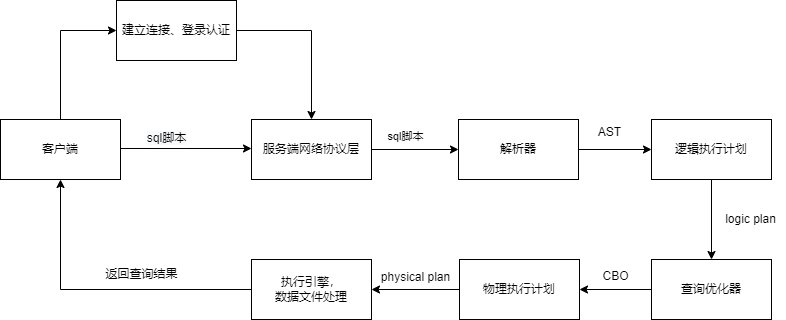 建立连接、登录认证
客户端
sql脚本
服务端网络协议层
sql脚本
解析器
AST
逻辑执行计划
logic plan
返回查询结果
执行引擎，
数据文件处理
physical plan
物理执行计划
CBO
查询优化器